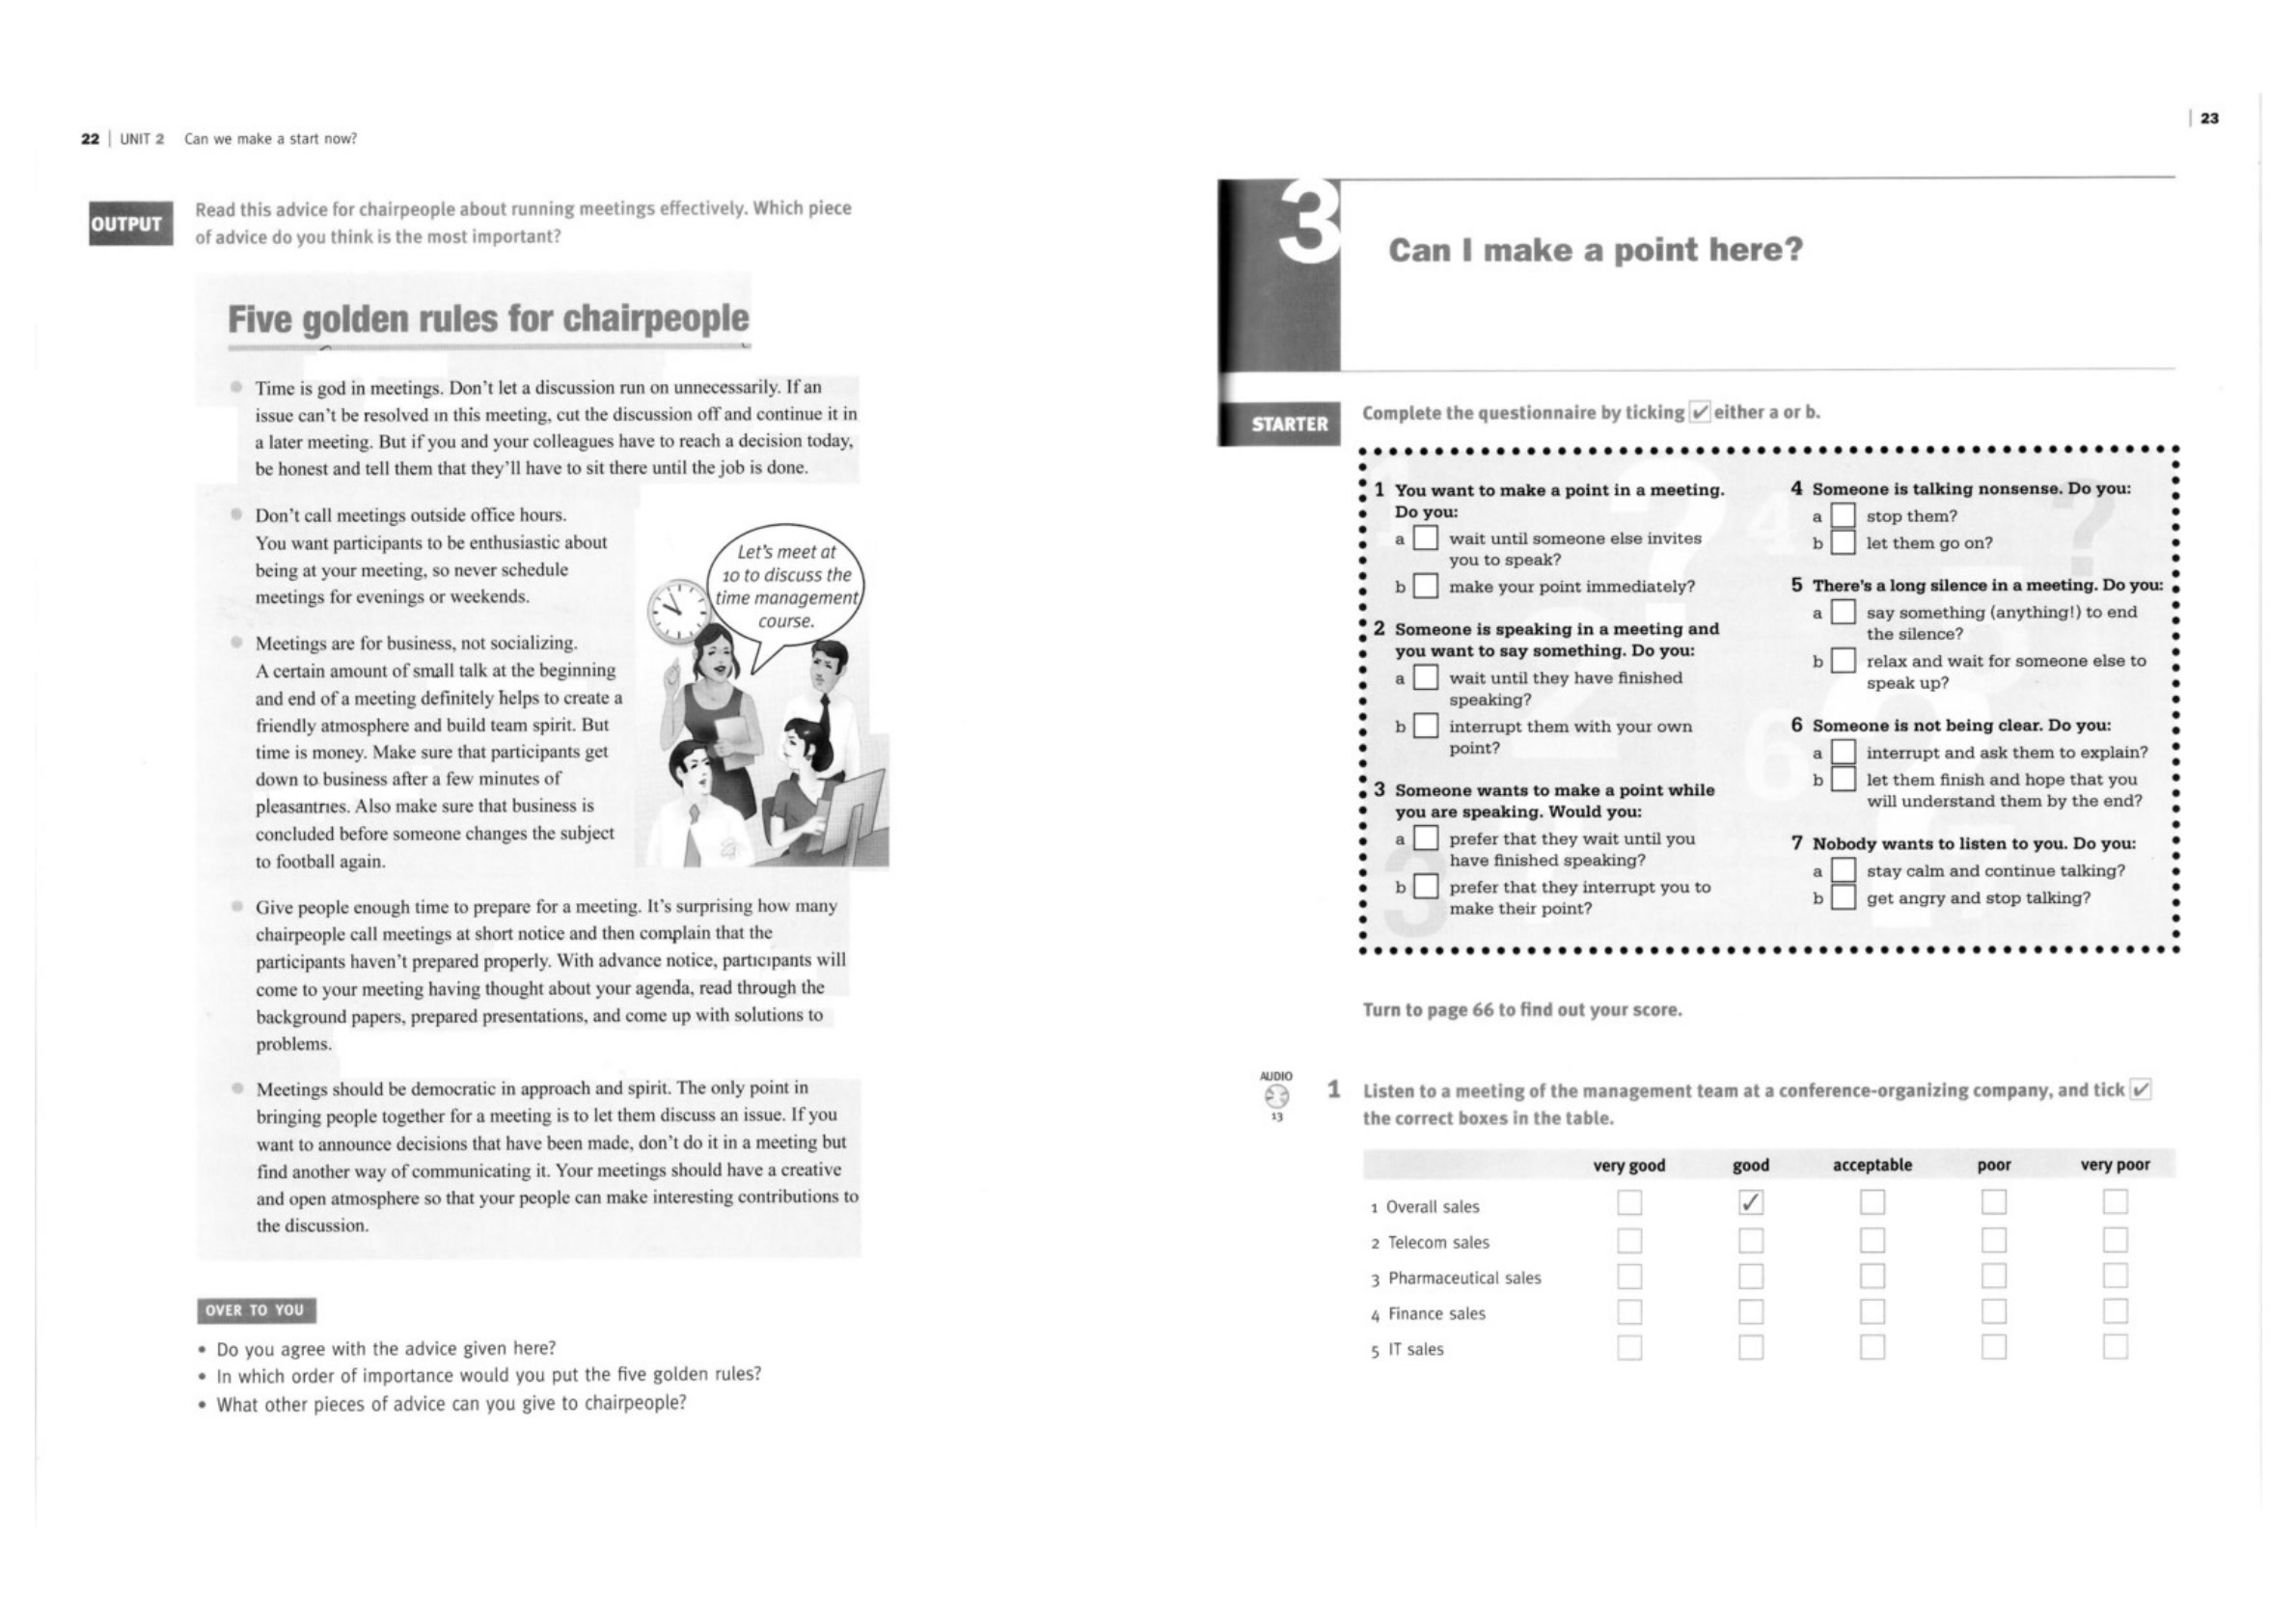 22 | UNIT 2 Can we make a start now?
OUTPUT
Read this advice for chairpeople about running meetings effectively. Which piece
of advice do you think is the most important?
Five golden rules for chairpeople
Time is god in meetings. Don't let a discussion run on unnecessarily. If an
issue can't be resolved in this meeting, cut the discussion off and continue it in
a later meeting. But if you and your colleagues have to reach a decision today,
be honest and tell them that they'll have to sit there until the job is done.
Don't call meetings outside office hours.
You want participants to be enthusiastic about
being at your meeting, so never schedule
meetings for evenings or weekends.
Let's meet at
10 to discuss the
time management
course.
Meetings are for business, not socializing.
A certain amount of small talk at the beginning
and end of a meeting definitely helps to create a
friendly atmosphere and build team spirit. But
time is money. Make sure that participants get
down to business after a few minutes of
pleasantries. Also make sure that business is
concluded before someone changes the subject
to football again.
Give people enough time to prepare for a meeting. It's surprising how many
chairpeople call meetings at short notice and then complain that the
participants haven't prepared properly. With advance notice, participants will
come to your meeting having thought about your agenda, read through the
background papers, prepared presentations, and come up with solutions to
problems.
Meetings should be democratic in approach and spirit. The only point in
bringing people together for a meeting is to let them discuss an issue. If you
want to announce decisions that have been made, don't do it in a meeting but
find another way of communicating it. Your meetings should have a creative
and open atmosphere so that your people can make interesting contributions to
the discussion.
OVER TO YOU
• Do you agree with the advice given here?
• In which order of importance would you put the five golden rules?
• What other pieces of advice can you give to chairpeople?
| 23
3
Can I make a point here?
STARTER
Complete the questionnaire by ticking ✓ either a or b.
1 You want to make a point in a meeting.
Do you:
a wait until someone else invites
you to speak?
b make your point immediately?
2 Someone is speaking in a meeting and
you want to say something. Do you:
a wait until they have finished
speaking?
b interrupt them with your own
point?
3 Someone wants to make a point while
you are speaking. Would you:
a prefer that they wait until you
have finished speaking?
b prefer that they interrupt you to
make their point?
4 Someone is talking nonsense. Do you:
a stop them?
b let them go on?
5 There's a long silence in a meeting. Do you:
a say something (anything!) to end
the silence?
b relax and wait for someone else to
speak up?
6 Someone is not being clear. Do you:
a interrupt and ask them to explain?
b let them finish and hope that you
will understand them by the end?
7 Nobody wants to listen to you. Do you:
a stay calm and continue talking?
b get angry and stop talking?
Turn to page 66 to find out your score.
AUDIO
13
1 Listen to a meeting of the management team at a conference-organizing company, and tick ✓
the correct boxes in the table.
very good good acceptable poor very poor
1 Overall sales ✓
2 Telecom sales
3 Pharmaceutical sales
4 Finance sales
5 IT sales